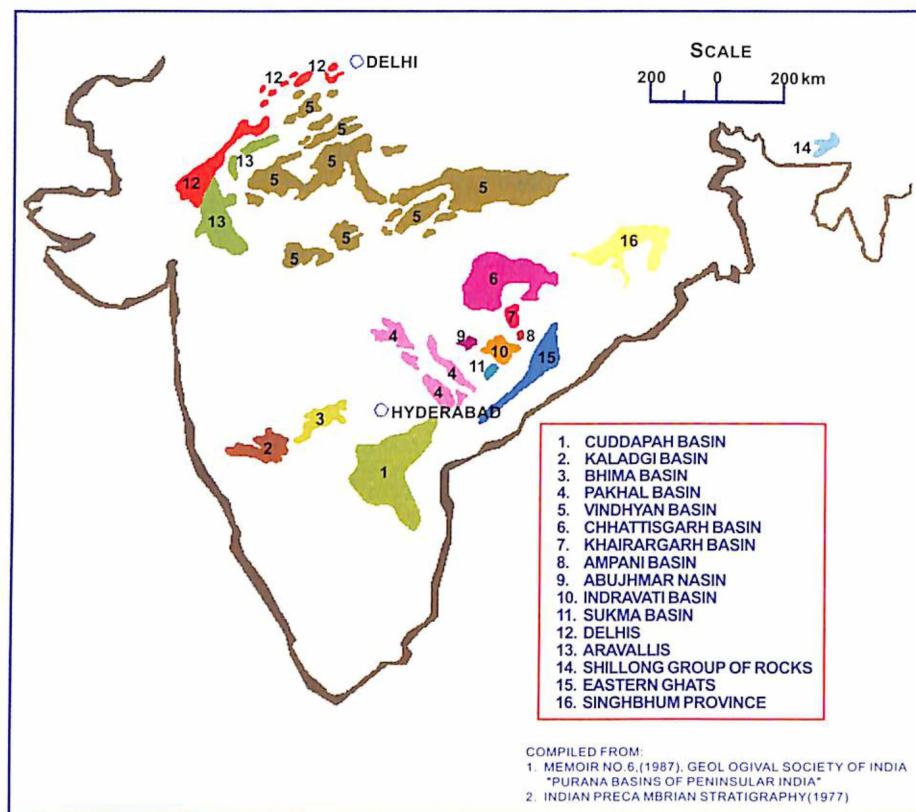 SCALE
200 0 200 km
DELHI
12
12
5
5
13
5
5
12
14
5
13
5
5
5
16
6
7
4
9
8
10
15
4
11
4
HYDERABAD
3
2
1
1. CUDDAPAH BASIN
2. KALADGI BASIN
3. BHIMA BASIN
4. PAKHAL BASIN
5. VINDHYAN BASIN
6. CHHATTISGARH BASIN
7. KHAIRARGARH BASIN
8. AMPANI BASIN
9. ABUJHMAR NASIN
10. INDRAVATI BASIN
11. SUKMA BASIN
12. DELHIS
13. ARAVALLIS
14. SHILLONG GROUP OF ROCKS
15. EASTERN GHATS
16. SINGHBHUM PROVINCE
COMPILED FROM:
1. MEMOIR NO.6,(1987). GEOL OGIVAL SOCIETY OF INDIA
"PURANA BASINS OF PENINSULAR INDIA"
2. INDIAN PRECA MBRIAN STRATIGRAPHY(1977)